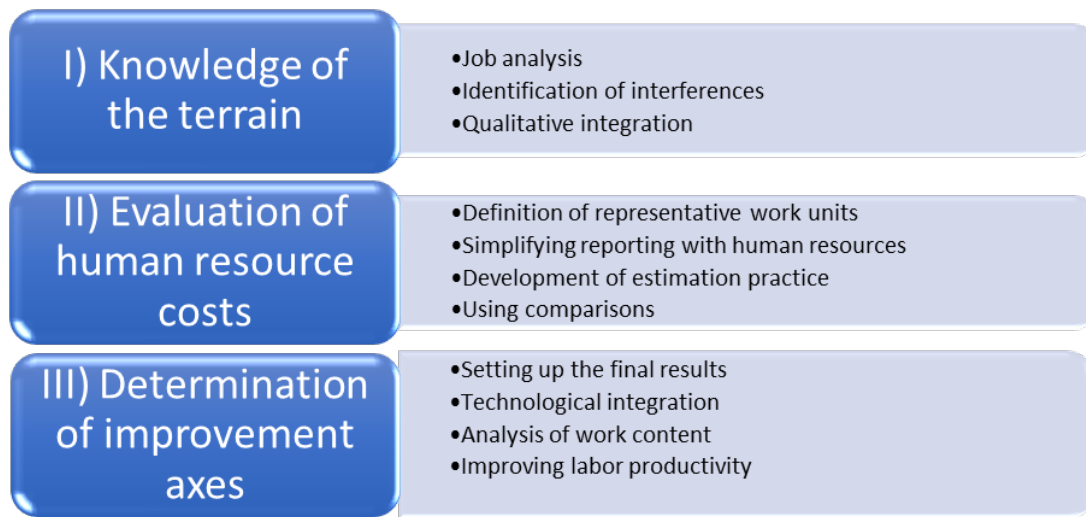 I) Knowledge of
the terrain
•Job analysis
•Identification of interferences
•Qualitative integration
II) Evaluation of
human resource
costs
•Definition of representative work units
•Simplifying reporting with human resources
•Development of estimation practice
•Using comparisons
III) Determination
of improvement
axes
•Setting up the final results
•Technological integration
•Analysis of work content
•Improving labor productivity